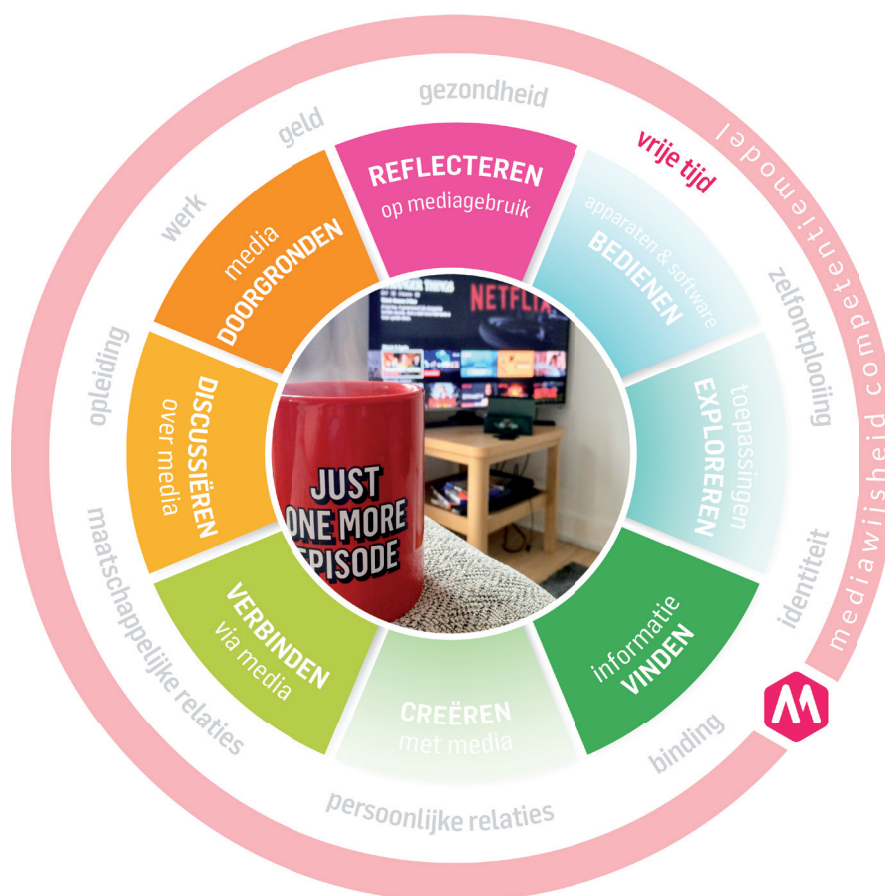 gezondheid
vrije tijd
zelfontplooiing
identiteit
binding
persoonlijke relaties
maatschappelijke relaties
opleiding
werk
geld
mediawijsheid competentiemodel
REFLECTEREN
op mediagebruik
apparaten & software
BEDIENEN
toepassingen
EXPLOREREN
informatie
VINDEN
CREËREN
met media
VERBINDEN
via media
DISCUSSIËREN
over media
media
DOORGRONDEN
NETFLIX
JUST
ONE MORE
EPISODE